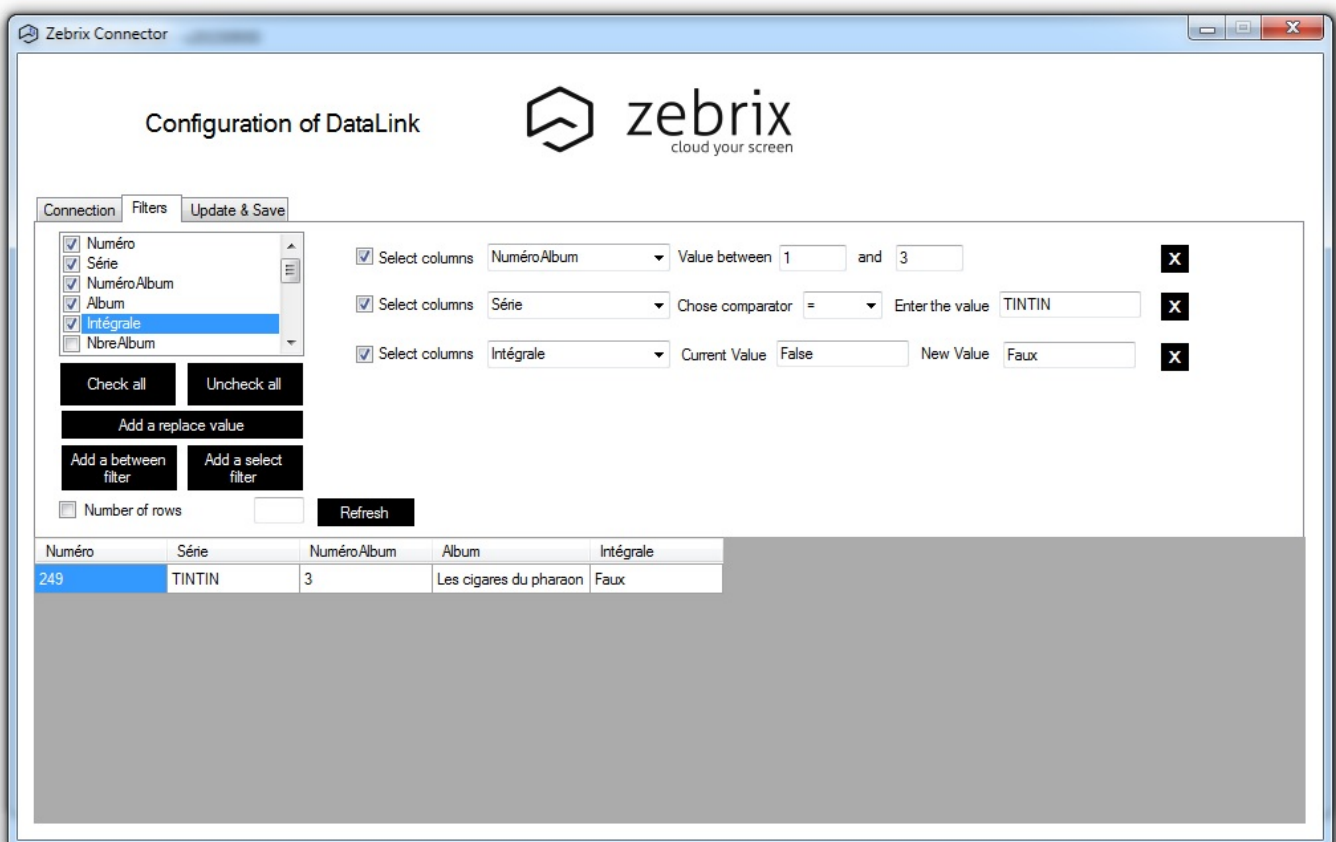 Zebrix Connector
Configuration of DataLink
zebrix
cloud your screen
Connection Filters Update & Save
Numéro
Série
NuméroAlbum
Album
Intégrale
NbreAlbum
Select columns NuméroAlbum Value between 1 and 3 X
Select columns Série Chose comparator = Enter the value TINTIN X
Select columns Intégrale Current Value False New Value Faux X
Check all Uncheck all
Add a replace value
Add a between filter Add a select filter
Number of rows Refresh
Numéro Série NuméroAlbum Album Intégrale
249 TINTIN 3 Les cigares du pharaon Faux